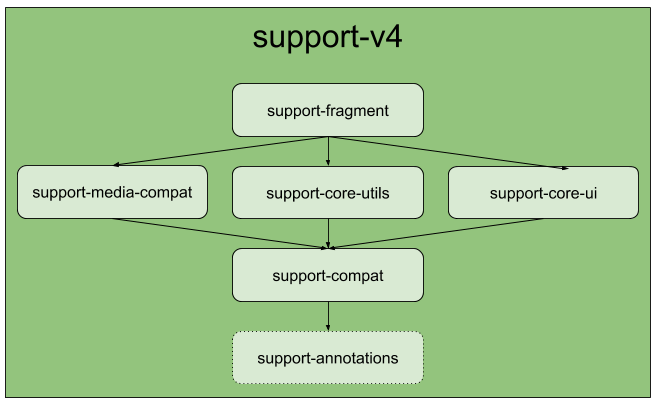 support-v4
support-fragment
support-media-compat
support-core-utils
support-core-ui
support-compat
support-annotations